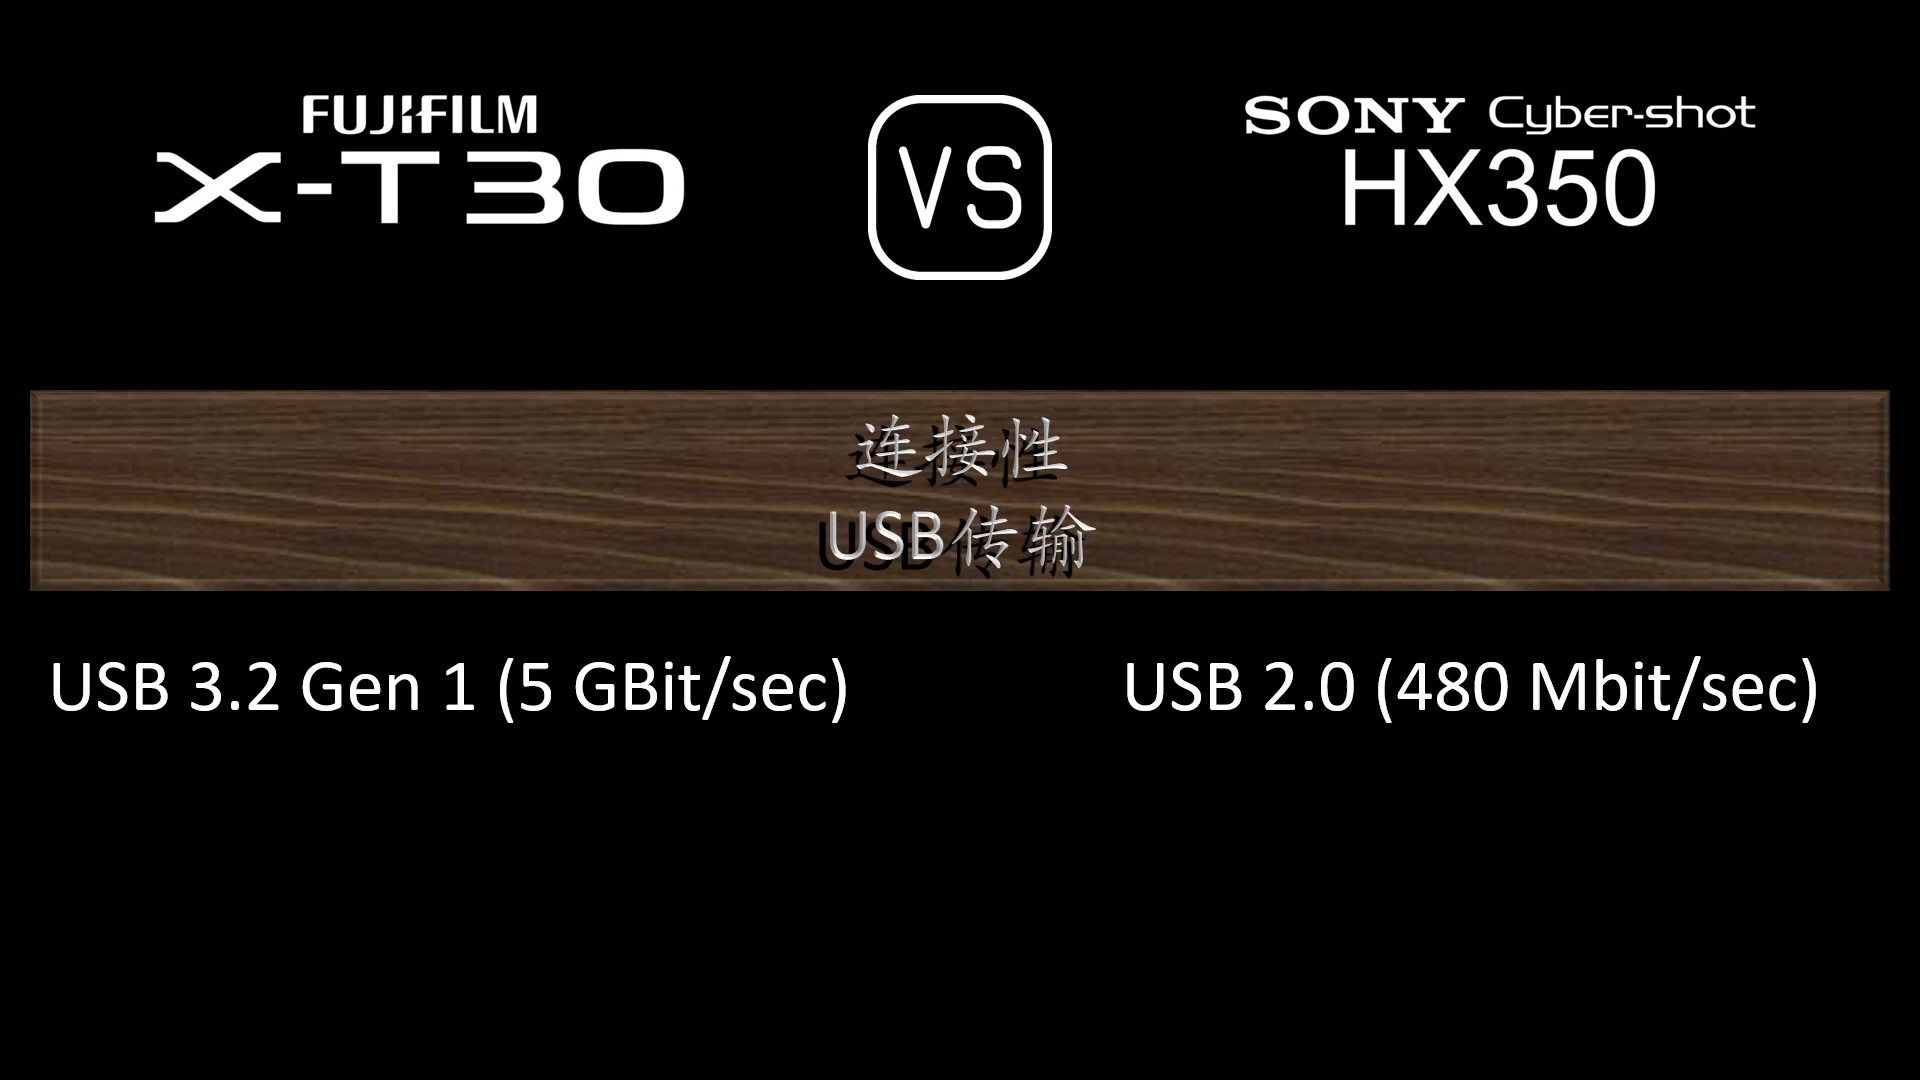 FUJIFILM
X-T30
VS
SONY Cyber-shot
HX350
连接性
USB传输
USB 3.2 Gen 1 (5 GBit/sec)
USB 2.0 (480 Mbit/sec)